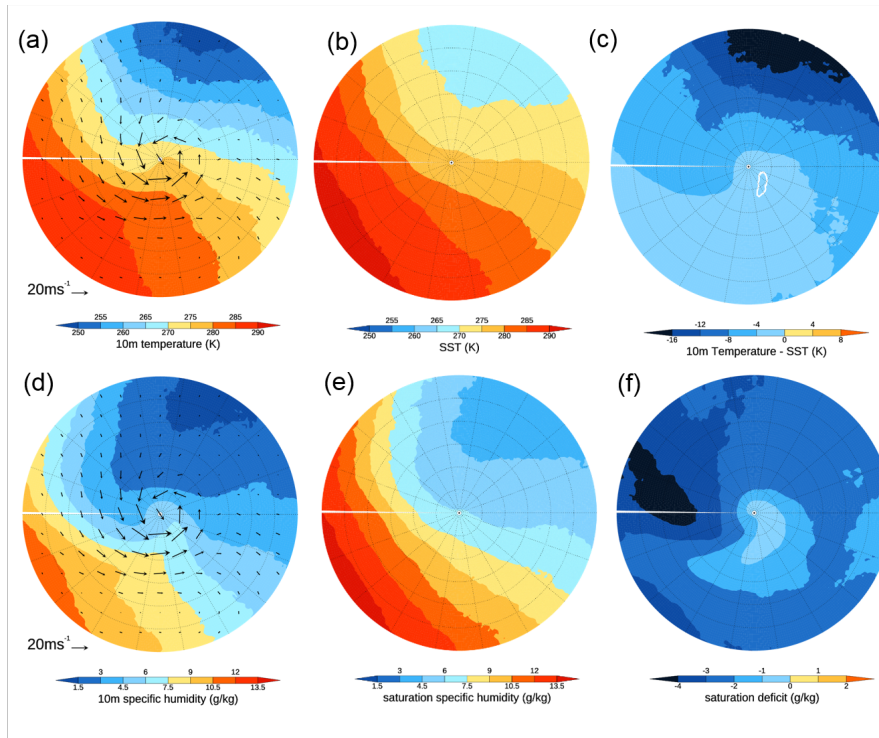 (a)
(b)
(c)
20ms-1
255 265 275 285
250 260 270 280 290
10m temperature (K)
255 265 275 285
250 260 270 280 290
SST (K)
-12 -4 4
-16 -8 0 8
10m Temperature - SST (K)
(d)
(e)
(f)
20ms-1
3 6 9 12
1.5 4.5 7.5 10.5 13.5
10m specific humidity (g/kg)
3 6 9 12
1.5 4.5 7.5 10.5 13.5
saturation specific humidity (g/kg)
-3 -1 1
-4 -2 0 2
saturation deficit (g/kg)